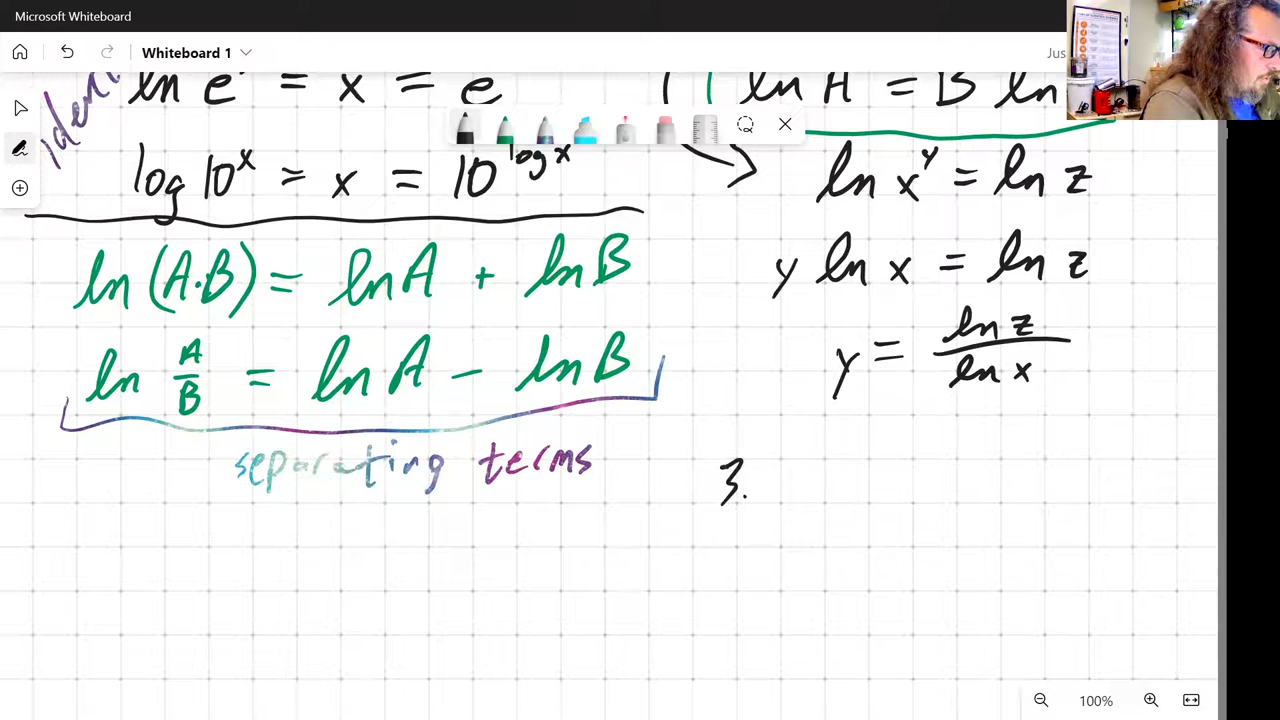 Microsoft Whiteboard
Whiteboard 1
Jus
ln e = x = e
ln A = B ln
log 10^x = x = 10^log x
ln x^y = ln z
ln (A·B) = ln A + ln B
y ln x = ln z
ln A/B = ln A - ln B
y = ln z / ln x
separating terms
3.
100%